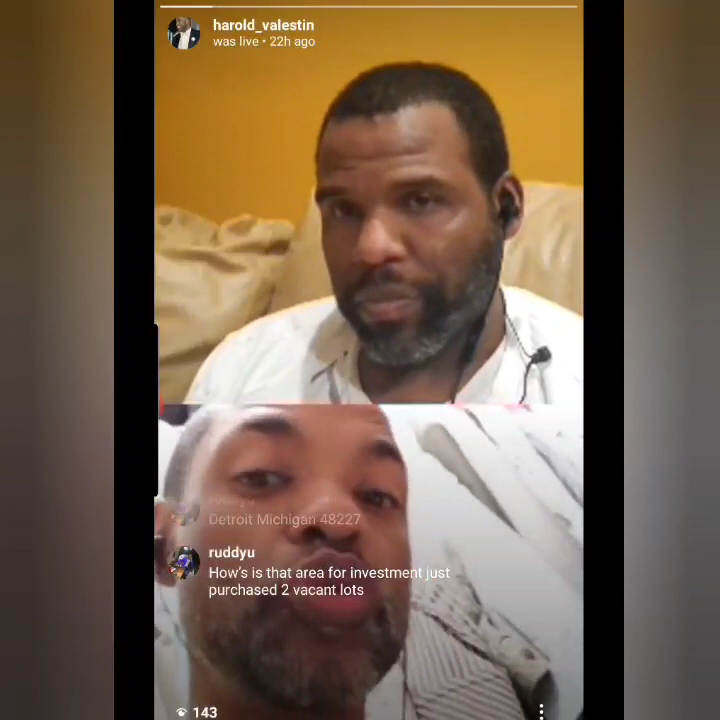 harold_valestin
was live • 22h ago
Detroit Michigan 48227
ruddyu
How's is that area for investment just
purchased 2 vacant lots
143